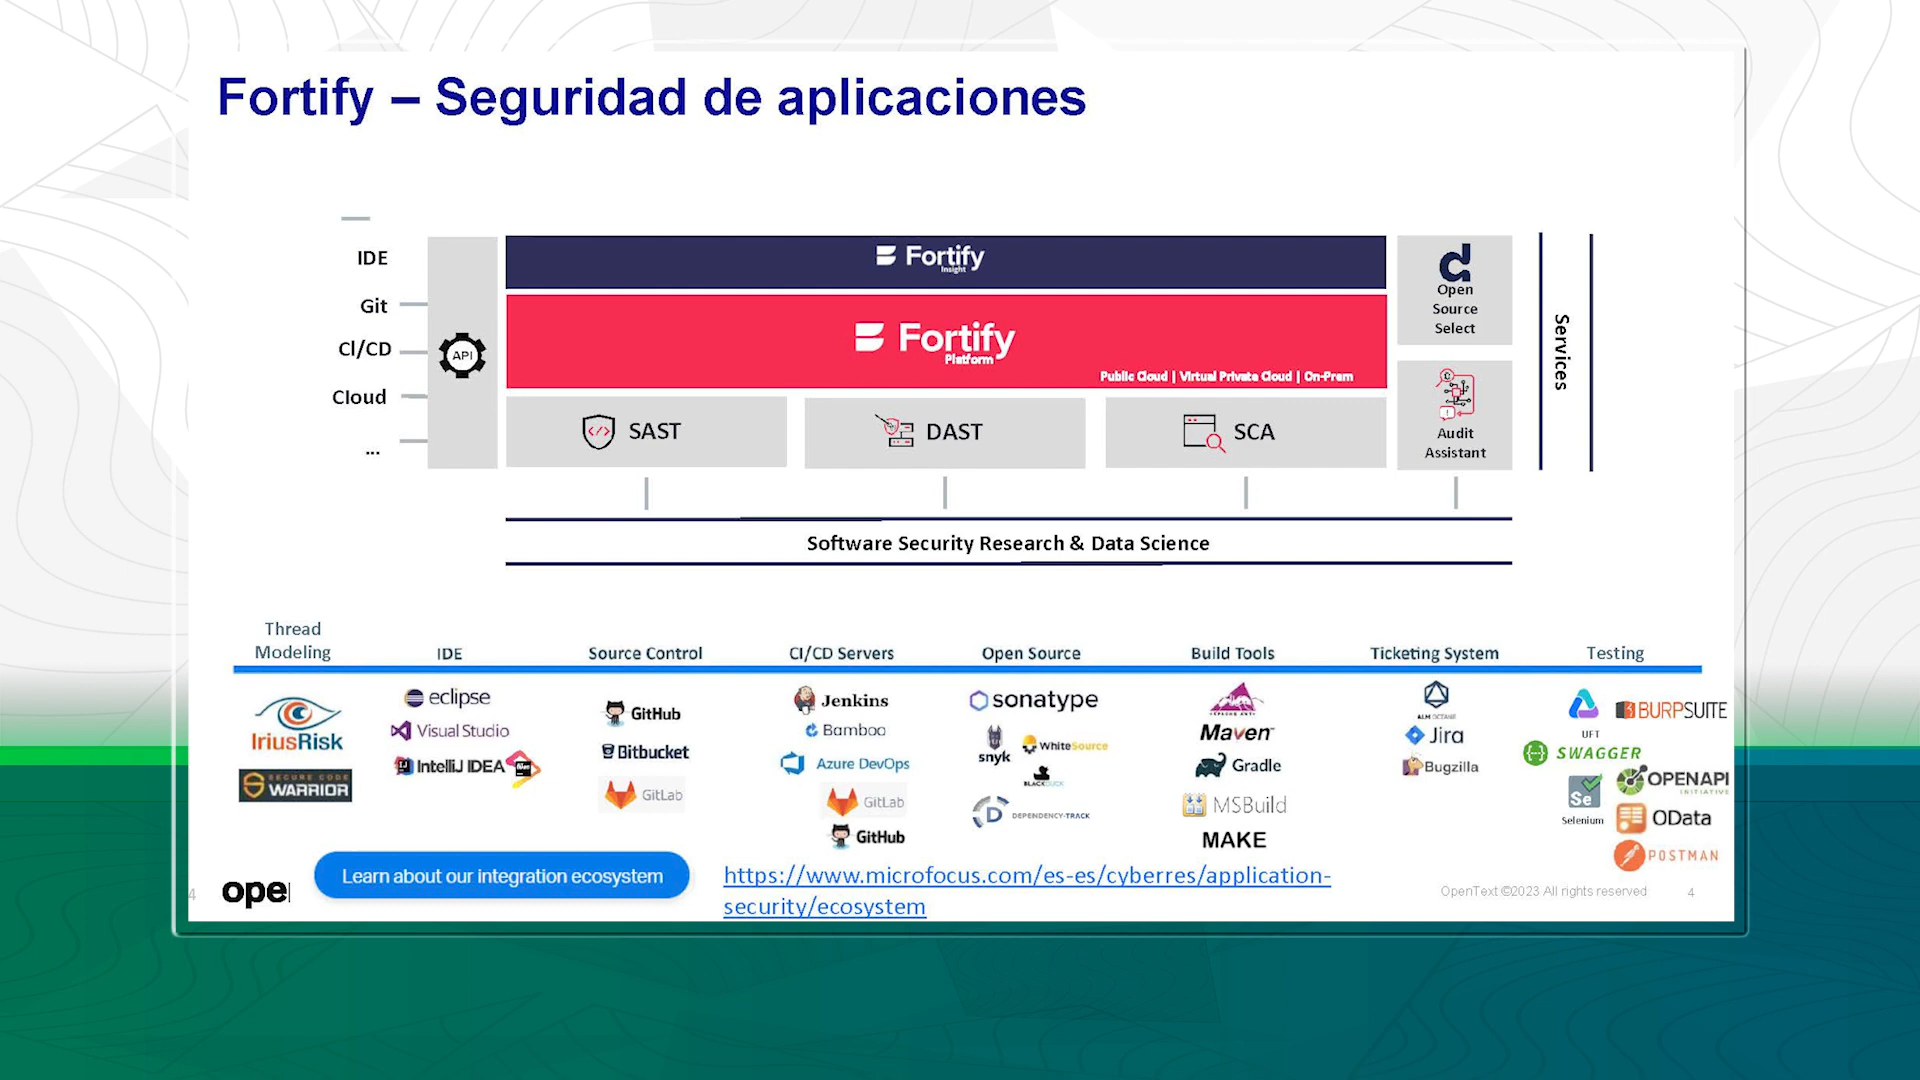 Fortify – Seguridad de aplicaciones
IDE
Git
CI/CD
Cloud
...
API
Fortify
Insight
Fortify
Platform
Public Cloud | Virtual Private Cloud | On-Prem
SAST
DAST
SCA
Open
Source
Select
Audit
Assistant
Services
Software Security Research & Data Science
Thread
Modeling
IDE
Source Control
CI/CD Servers
Open Source
Build Tools
Ticketing System
Testing
IriusRisk
SECURE CODE
WARRIOR
eclipse
Visual Studio
IntelliJ IDEA
GitHub
Bitbucket
GitLab
Jenkins
Bamboo
Azure DevOps
GitLab
GitHub
sonatype
snyk
WhiteSource
BLACKDUCK
DEPENDENCY-TRACK
APACHE ANT
Maven
Gradle
MSBuild
MAKE
ALM OCTANE
Jira
Bugzilla
UFT
BURPSUITE
SWAGGER
Se
Selenium
OPENAPI
INITIATIVE
OData
POSTMAN
4
ope
Learn about our integration ecosystem
https://www.microfocus.com/es-es/cyberres/application-
security/ecosystem
OpenText ©2023 All rights reserved
4